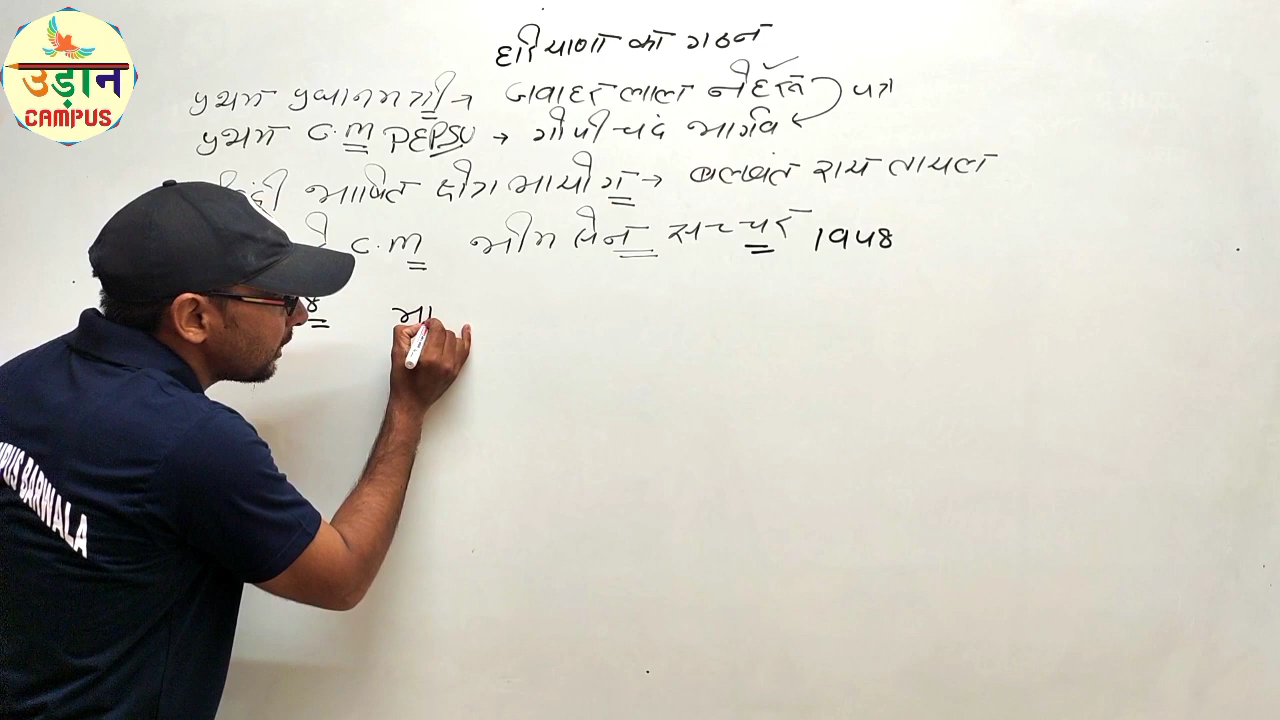 उड़ान
CAMPUS
हरियाणा का गठन
प्रथम प्रधानमंत्री → जवाहर लाल नेहरू पत्र
प्रथम C.M PEPSU → गोपीचंद भार्गव
हिंदी भाषित क्षेत्र आयोग → बलवंत राय तायल
C.M भीम सेन सच्चर 1948
मा
PUS BARWALA